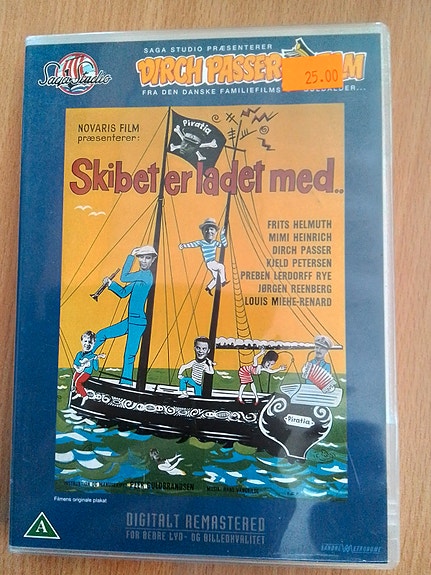 SAGA STUDIO PRÆSENTERER
Saga Studio
DIRCH PASSER
25.00
FRA DEN DANSKE FAMILIEFILMS
NOVARIS FILM
præsenterer:
Piratia
Skibet er ladet med..
FRITS HELMUTH
MIMI HEINRICH
DIRCH PASSER
KJELD PETERSEN
PREBEN LERDORFF RYE
JØRGEN REENBERG
LOUIS MIEHE-RENARD
Piratia
PETER GULDBRANDSEN
Filmens originale plakat
A
DIGITALT REMASTERED
FOR BEDRE LYD- OG BILLEDKVALITET